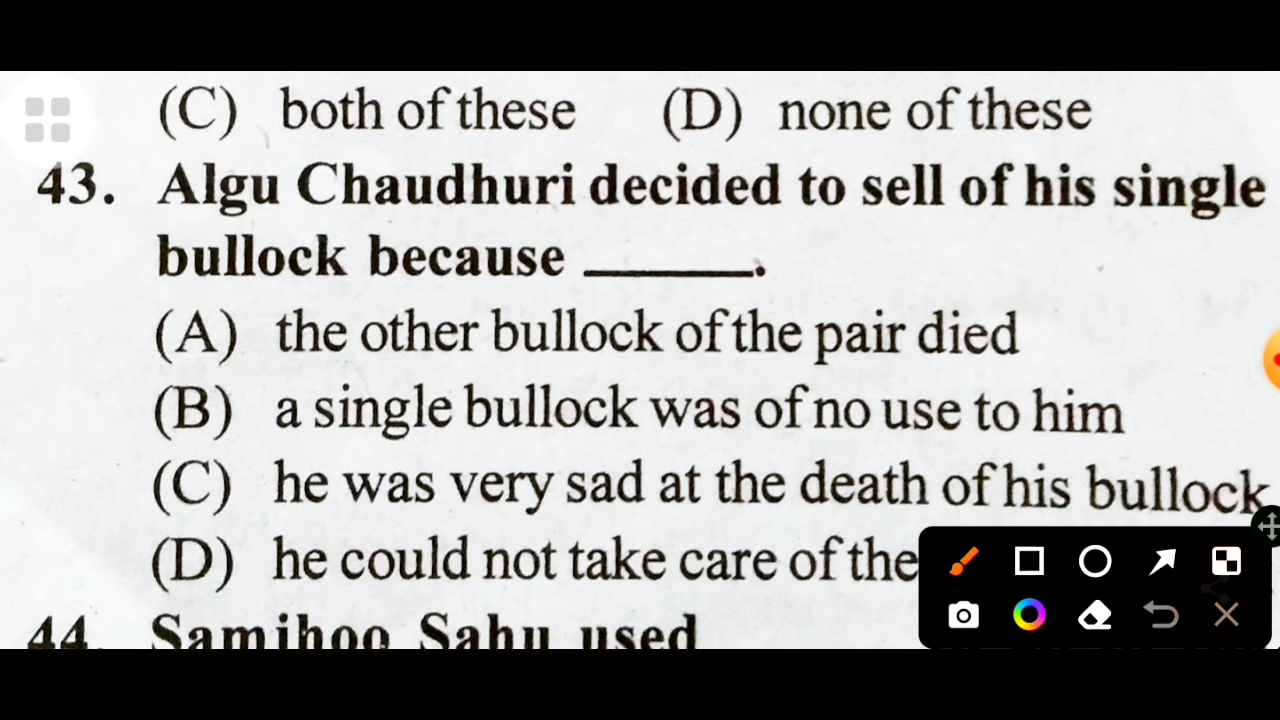 (C) both of these (D) none of these
43. Algu Chaudhuri decided to sell of his single
bullock because ______.
(A) the other bullock of the pair died
(B) a single bullock was of no use to him
(C) he was very sad at the death of his bullock
(D) he could not take care of the
44. Samjhoo Sahu used